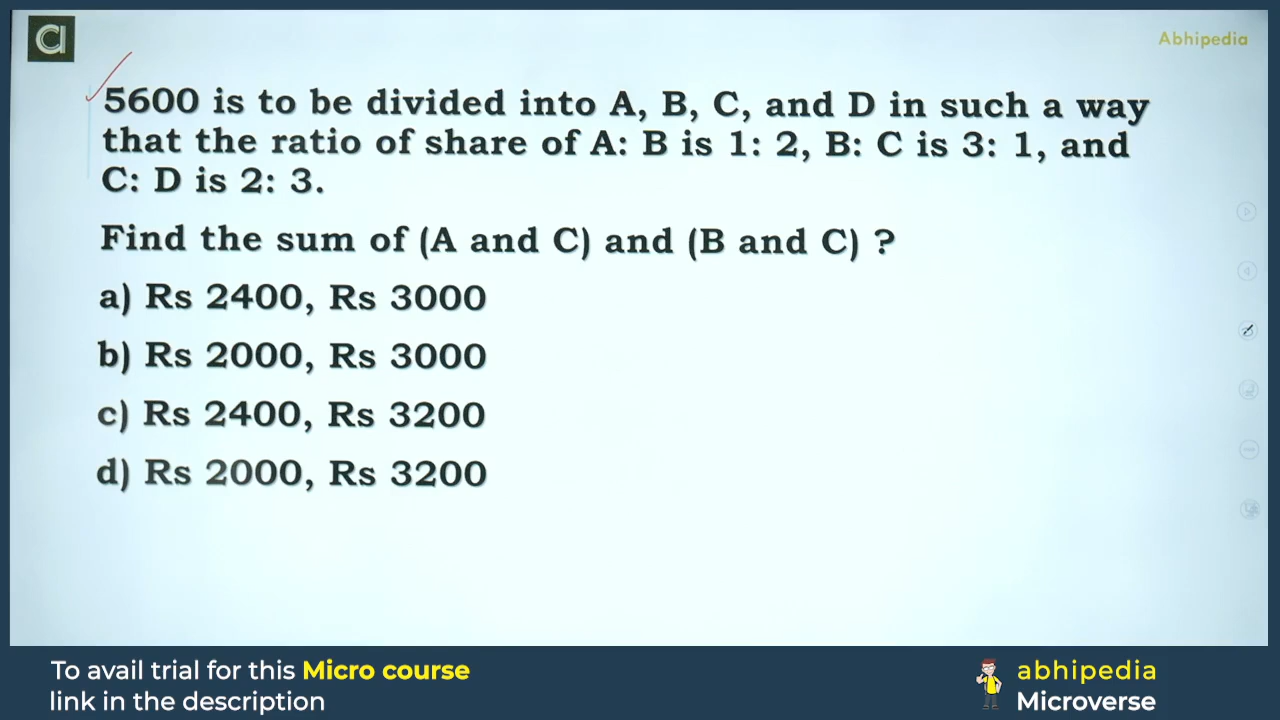 a
Abhipedia
5600 is to be divided into A, B, C, and D in such a way
that the ratio of share of A: B is 1: 2, B: C is 3: 1, and
C: D is 2: 3.
Find the sum of (A and C) and (B and C) ?
a) Rs 2400, Rs 3000
b) Rs 2000, Rs 3000
c) Rs 2400, Rs 3200
d) Rs 2000, Rs 3200
To avail trial for this Micro course
link in the description
abhipedia
Microverse